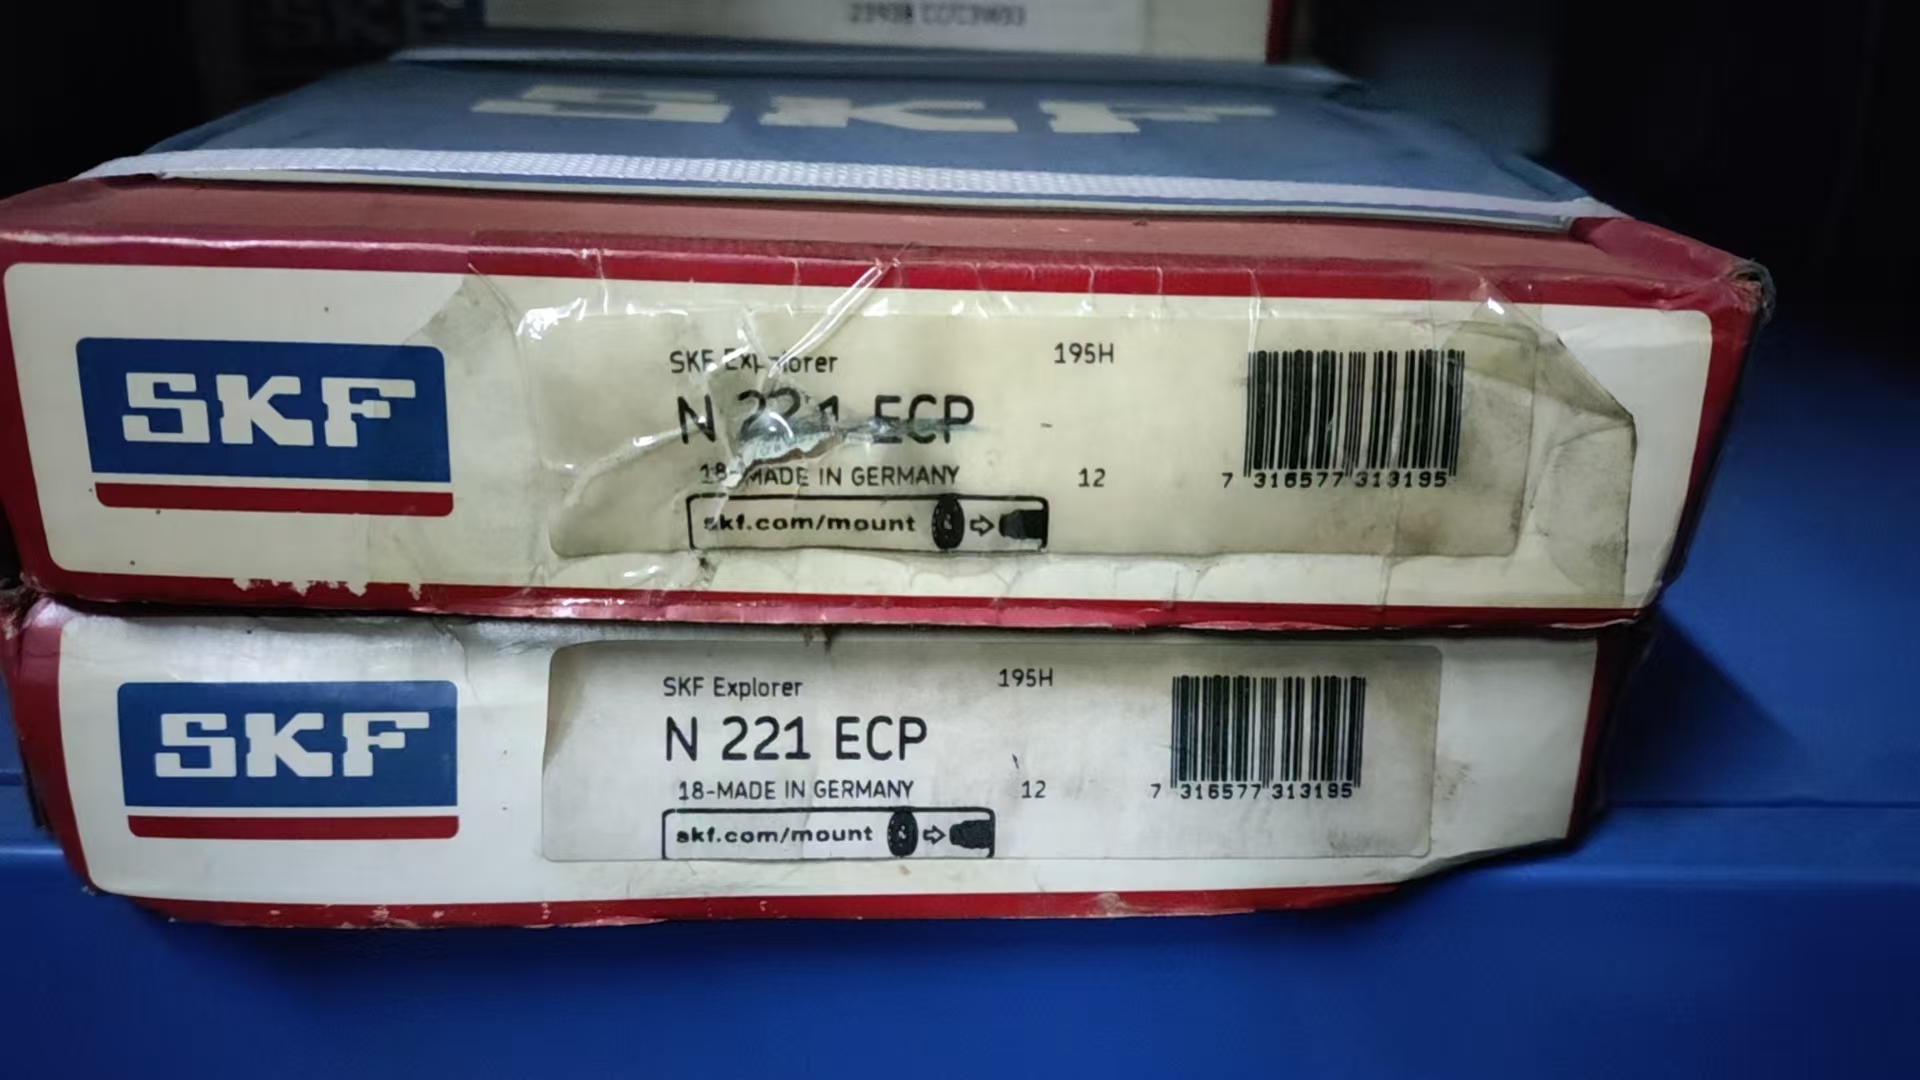 SKF
SKF
SKF Explorer
195H
N 221 ECP
18-MADE IN GERMANY
12
skf.com/mount
7 316577 313195
SKF
SKF Explorer
195H
N 221 ECP
18-MADE IN GERMANY
12
skf.com/mount
7 316577 313195